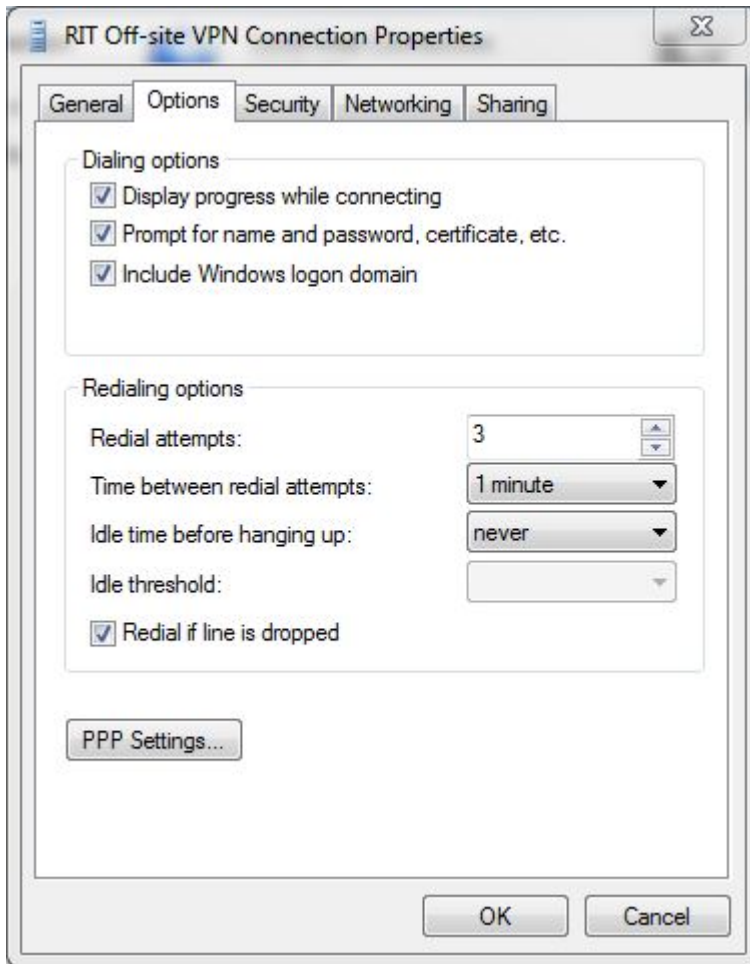 RIT Off-site VPN Connection Properties
General Options Security Networking Sharing
Dialing options
Display progress while connecting
Prompt for name and password, certificate, etc.
Include Windows logon domain
Redialing options
Redial attempts: 3
Time between redial attempts: 1 minute
Idle time before hanging up: never
Idle threshold:
Redial if line is dropped
PPP Settings...
OK Cancel